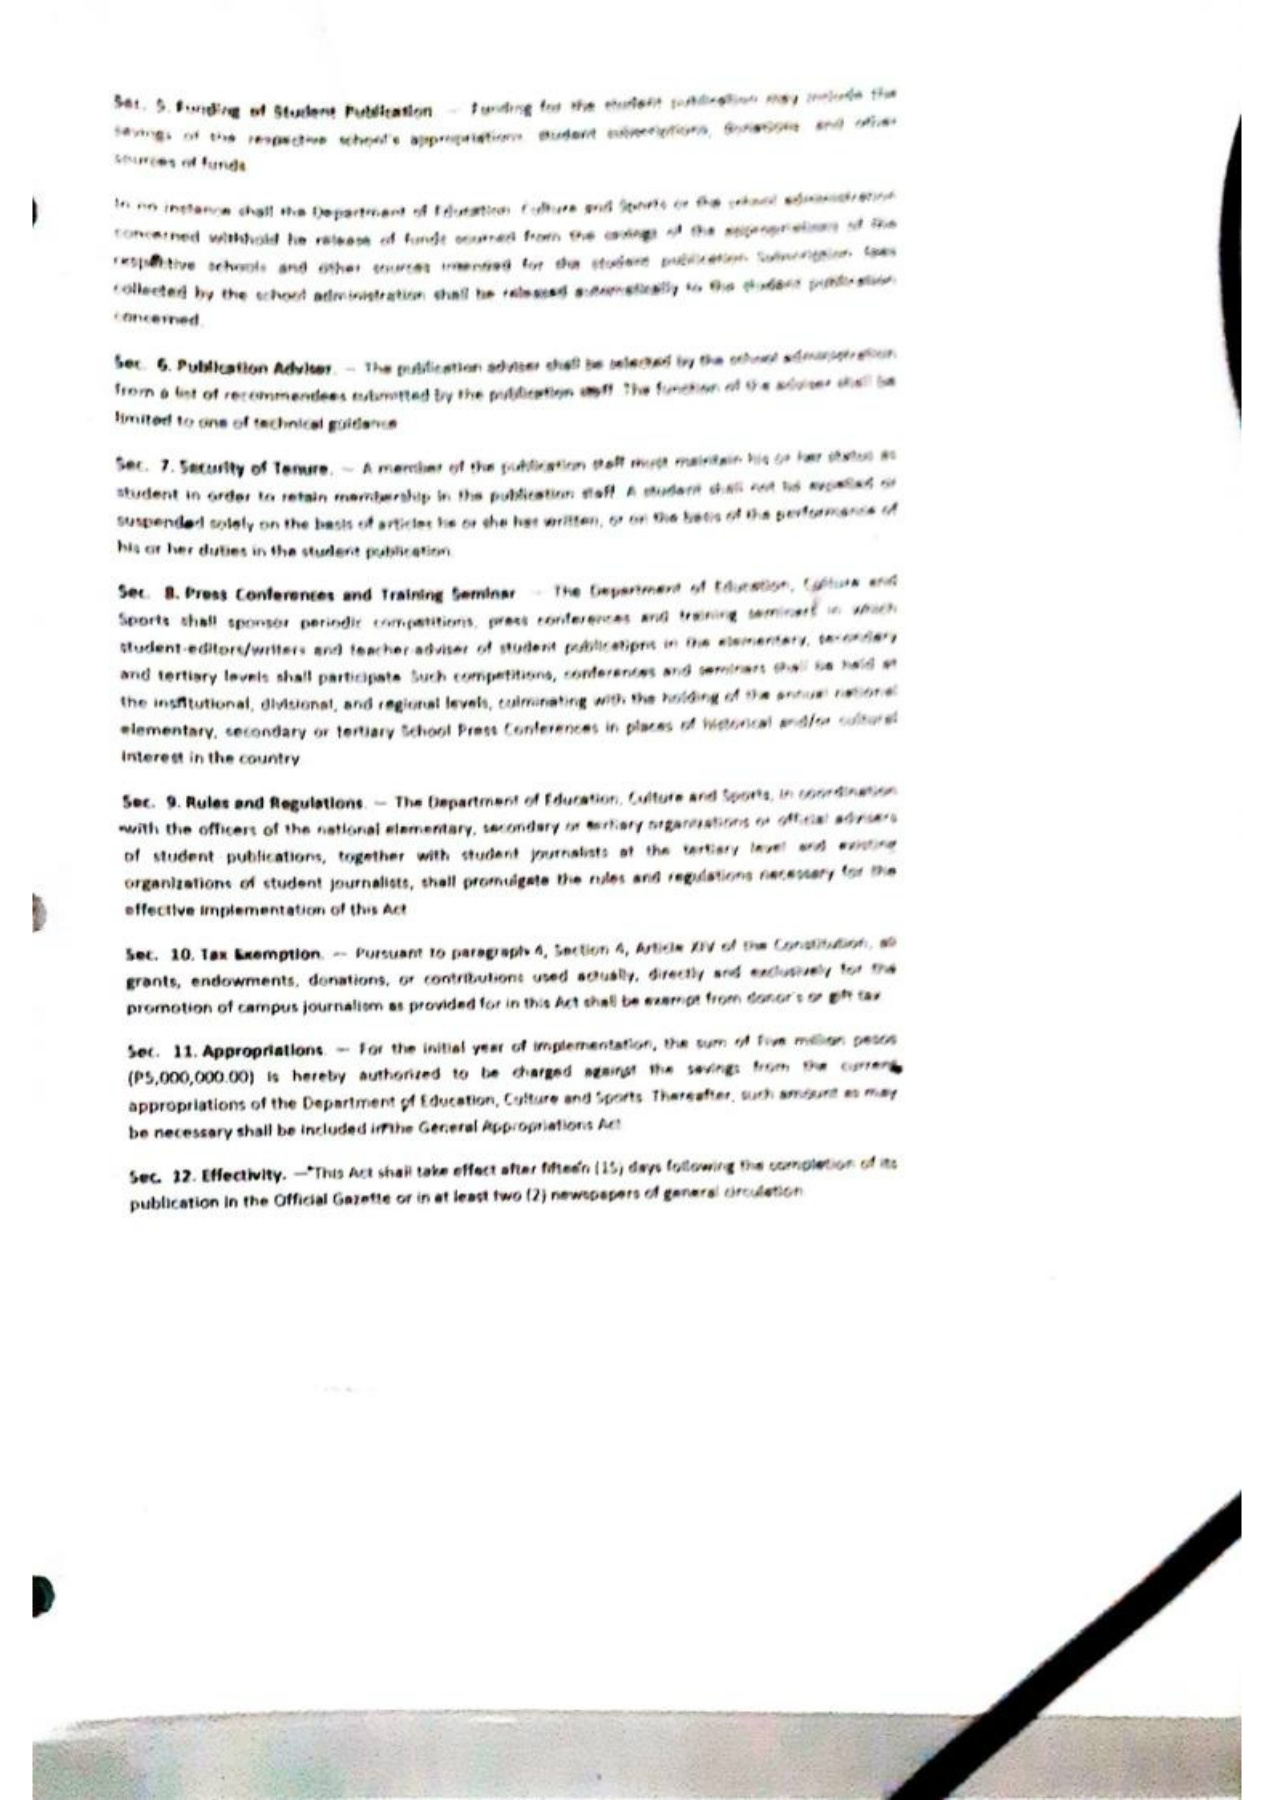 Sec. 5. Funding of Student Publication — Funding for the student publication may include the
savings of the respective school's appropriations, student subscriptions, donations and other
sources of funds
In no instance shall the Department of Education, Culture and Sports or the school administration
concerned withhold he release of funds sourced from the savings of the appropriations of the
respective schools and other sources intended for the student publication Subscription fees
collected by the school administration shall be released automatically to the student publication
concerned.
Sec. 6. Publication Adviser. — The publication adviser shall be selected by the school administration
from a list of recommendees submitted by the publication staff. The function of the adviser shall be
limited to one of technical guidance
Sec. 7. Security of Tenure. — A member of the publication staff must maintain his or her status as
student in order to retain membership in the publication staff. A student shall not be expelled or
suspended solely on the basis of articles he or she has written, or on the basis of the performance of
his or her duties in the student publication.
Sec. 8. Press Conferences and Training Seminar — The Department of Education, Culture and
Sports shall sponsor periodic competitions, press conferences and training seminars in which
student-editors/writers and teacher-adviser of student publications in the elementary, secondary
and tertiary levels shall participate. Such competitions, conferences and seminars shall be held at
the institutional, divisional, and regional levels, culminating with the holding of the annual national
elementary, secondary or tertiary School Press Conferences in places of historical and/or cultural
interest in the country
Sec. 9. Rules and Regulations. — The Department of Education, Culture and Sports, in coordination
with the officers of the national elementary, secondary or tertiary organizations or official advisers
of student publications, together with student journalists at the tertiary level and existing
organizations of student journalists, shall promulgate the rules and regulations necessary for the
effective implementation of this Act
Sec. 10. Tax Exemption. — Pursuant to paragraph 4, Section 4, Article XIV of the Constitution, all
grants, endowments, donations, or contributions used actually, directly and exclusively for the
promotion of campus journalism as provided for in this Act shall be exempt from donor's or gift tax
Sec. 11. Appropriations. — For the initial year of implementation, the sum of Five million pesos
(P5,000,000.00) is hereby authorized to be charged against the savings from the current
appropriations of the Department of Education, Culture and Sports. Thereafter, such amount as may
be necessary shall be included in the General Appropriations Act
Sec. 12. Effectivity. — This Act shall take effect after fifteen (15) days following the completion of its
publication in the Official Gazette or in at least two (2) newspapers of general circulation